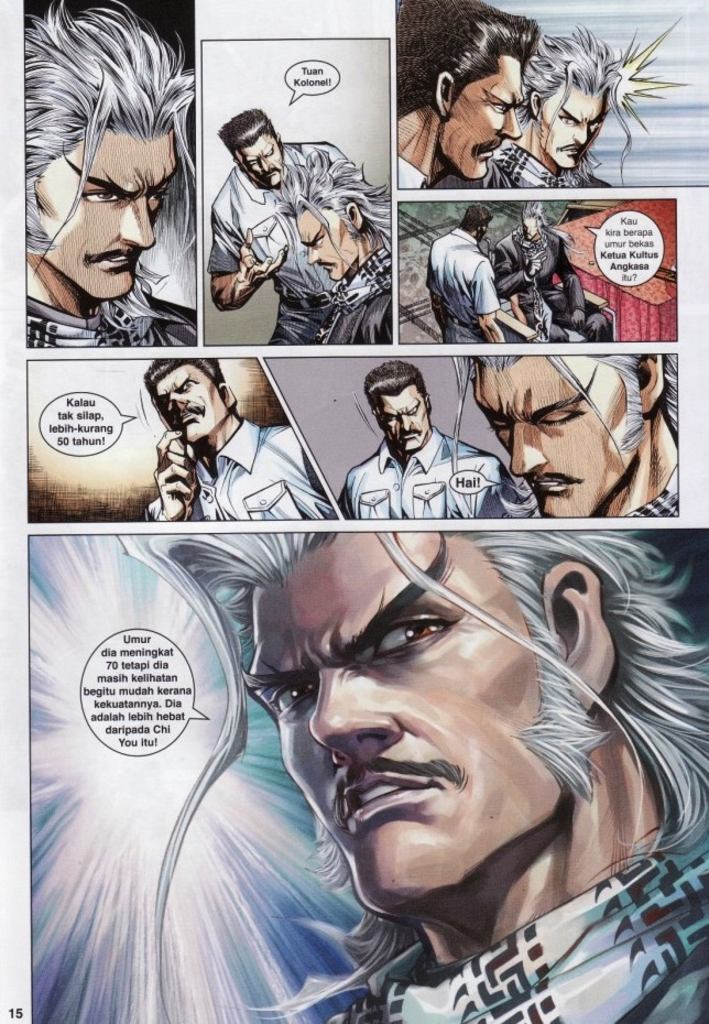 Tuan
Kolonel!
Kau
kira berapa
umur bekas
Ketua Kultus
Angkasa
itu?
Kalau
tak silap,
lebih-kurang
50 tahun!
Hai!
Umur
dia meningkat
70 tetapi dia
masih kelihatan
begitu mudah kerana
kekuatannya. Dia
adalah lebih hebat
daripada Chi
You itu!
15